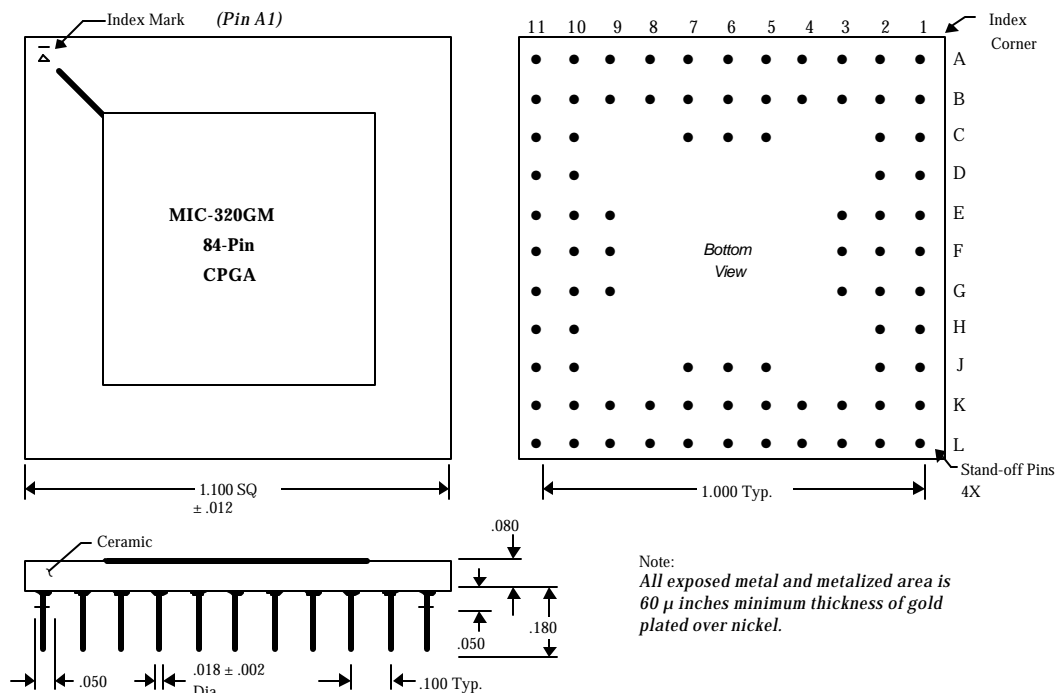 Index Mark (Pin A1)
MIC-320GM
84-Pin
CPGA
1.100 SQ
± .012
11 10 9 8 7 6 5 4 3 2 1
Index
Corner
A
B
C
D
E
F
G
H
J
K
L
Bottom
View
Stand-off Pins
4X
1.000 Typ.
Ceramic
.080
.180
.050
.050
.018 ± .002
Dia
.100 Typ.
Note:
All exposed metal and metalized area is
60 µ inches minimum thickness of gold
plated over nickel.